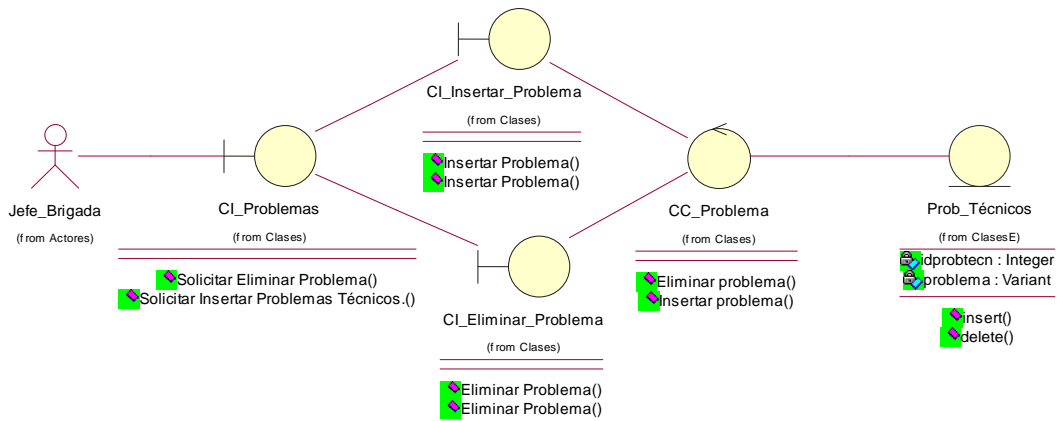 CI_Insertar_Problema
(from Clases)
Insertar Problema()
Insertar Problema()
Jefe_Brigada
(from Actores)
CI_Problemas
(from Clases)
Solicitar Eliminar Problema()
Solicitar Insertar Problemas Técnicos.()
CI_Eliminar_Problema
(from Clases)
Eliminar Problema()
Eliminar Problema()
CC_Problema
(from Clases)
Eliminar problema()
Insertar problema()
Prob_Técnicos
(from ClasesE)
idprobtecn : Integer
problema : Variant
insert()
delete()